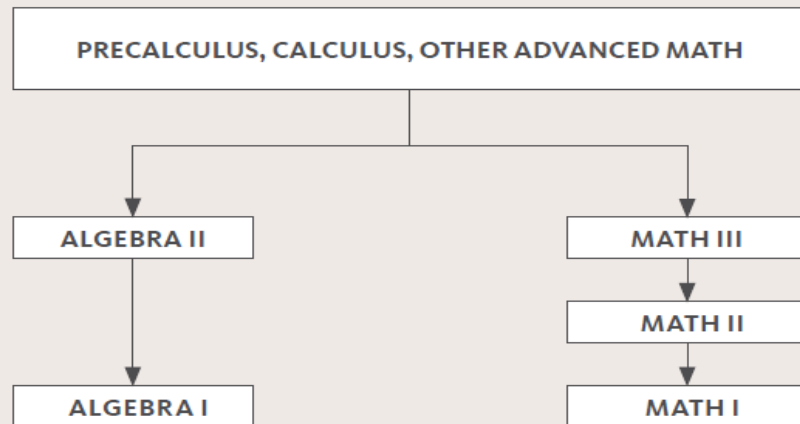 PRECALCULUS, CALCULUS, OTHER ADVANCED MATH
ALGEBRA II
MATH III
MATH II
ALGEBRA I
MATH I